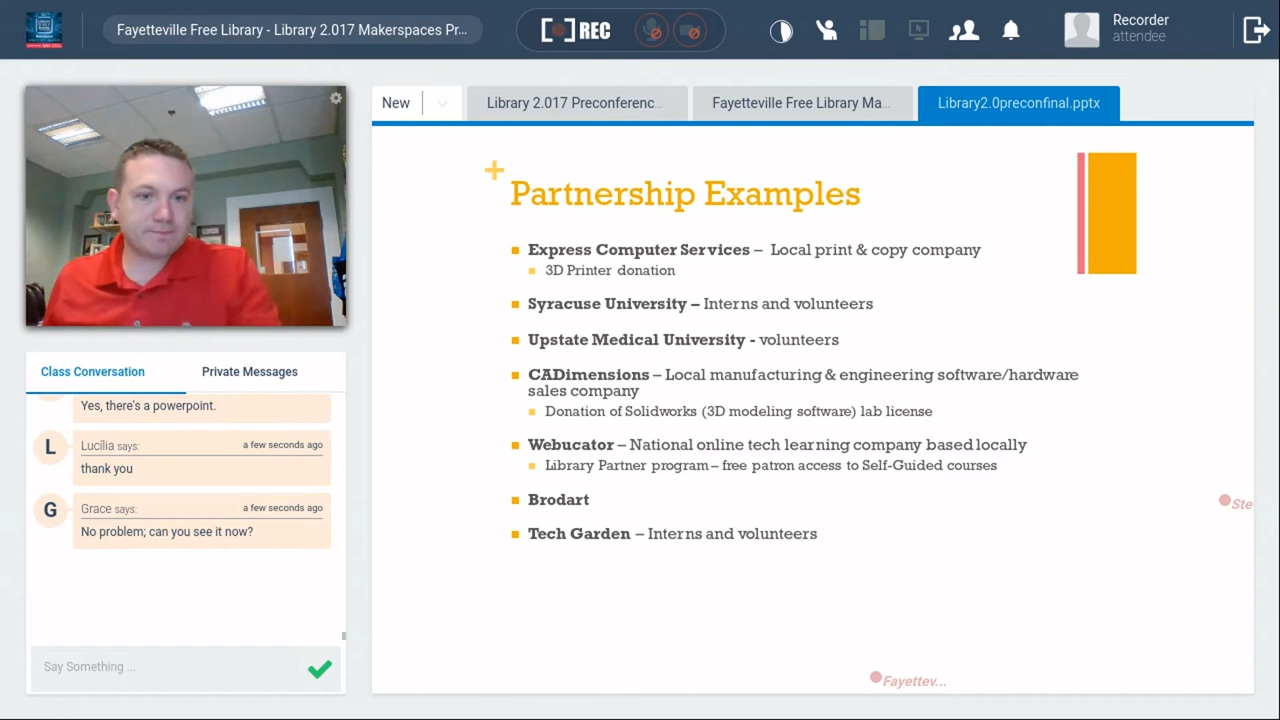 Fayetteville Free Library - Library 2.017 Makerspaces Pr...
REC
Recorder
attendee
New
Library 2.017 Preconferenc...
Fayetteville Free Library Ma...
Library2.0preconfinal.pptx
Partnership Examples
Express Computer Services – Local print & copy company
3D Printer donation
Syracuse University – Interns and volunteers
Upstate Medical University - volunteers
CADimensions – Local manufacturing & engineering software/hardware
sales company
Donation of Solidworks (3D modeling software) lab license
Webucator – National online tech learning company based locally
Library Partner program – free patron access to Self-Guided courses
Brodart
Tech Garden – Interns and volunteers
Ste
Fayettev...
Class Conversation
Private Messages
Yes, there's a powerpoint.
L
Lucília says:
a few seconds ago
thank you
G
Grace says:
a few seconds ago
No problem; can you see it now?
Say Something ...